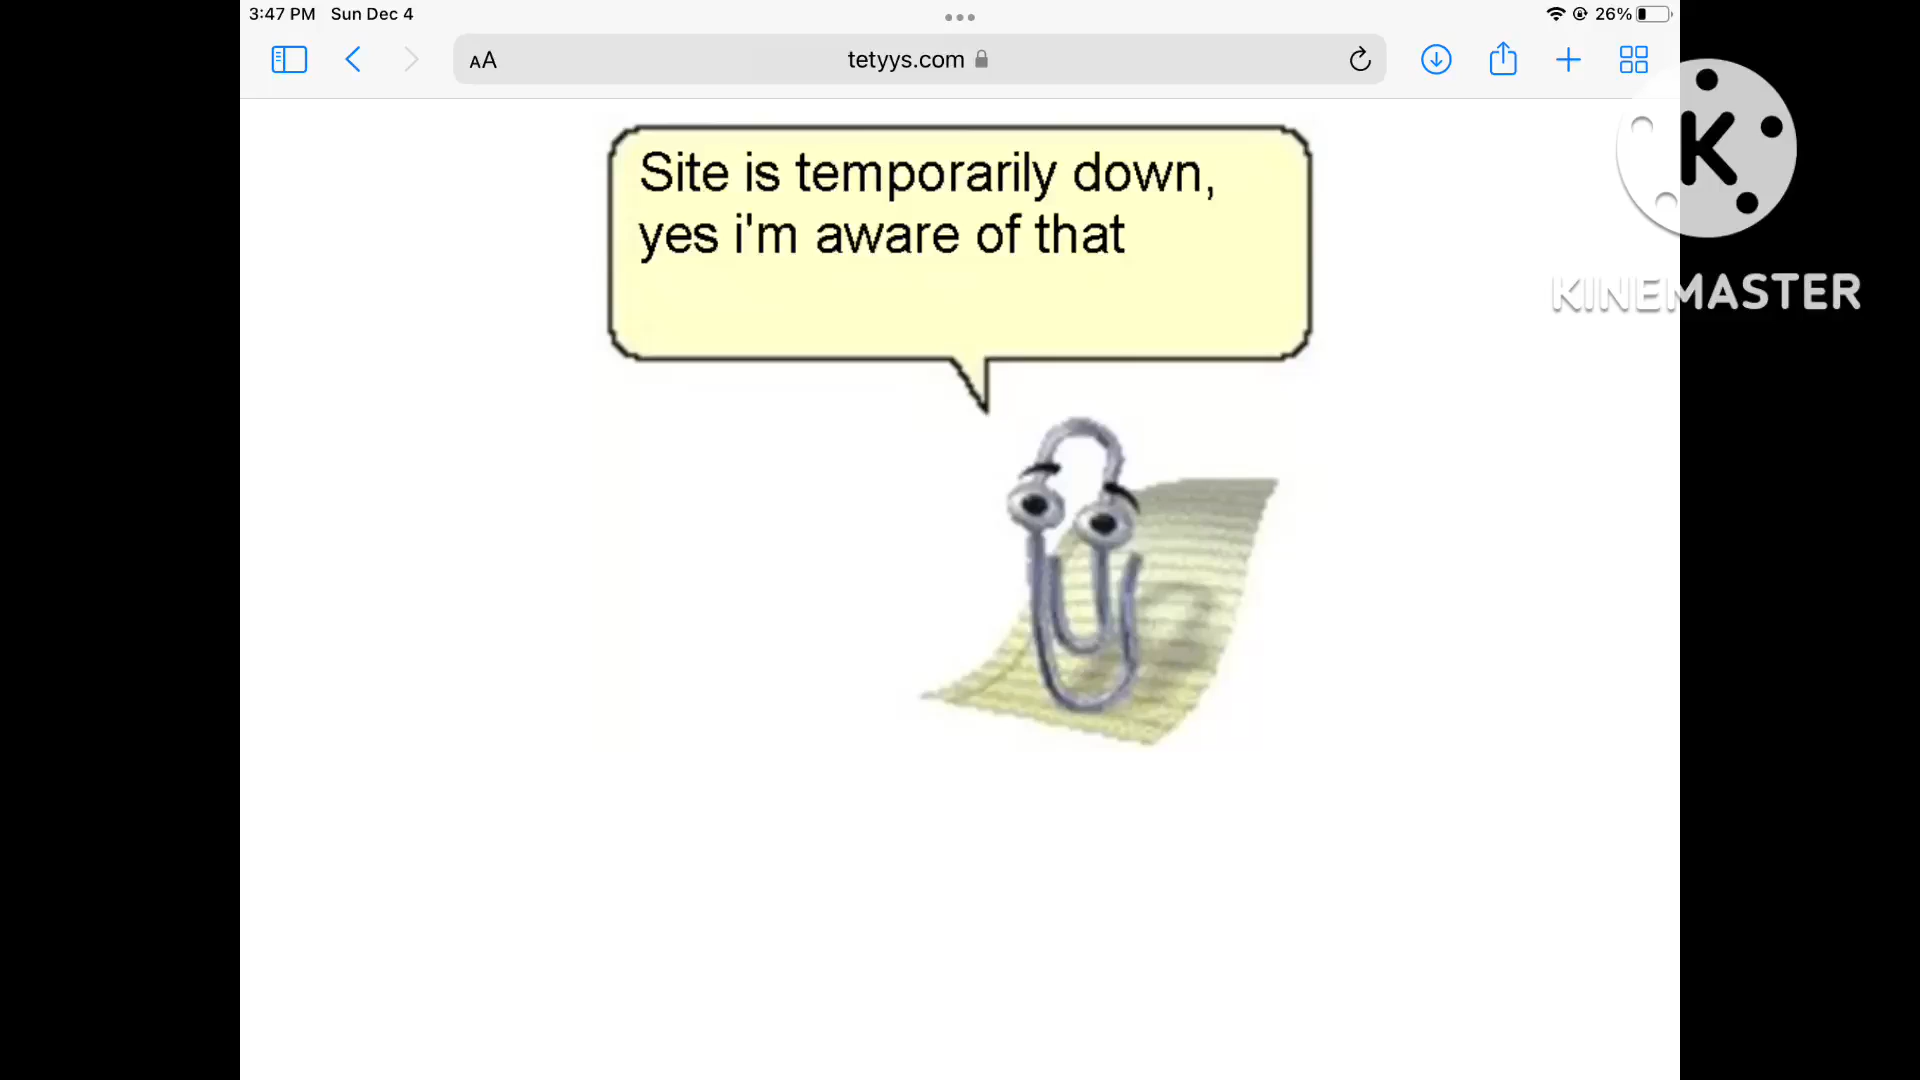 3:47 PM Sun Dec 4
26%
AA
tetyys.com
K
KINEMASTER
Site is temporarily down,
yes i'm aware of that